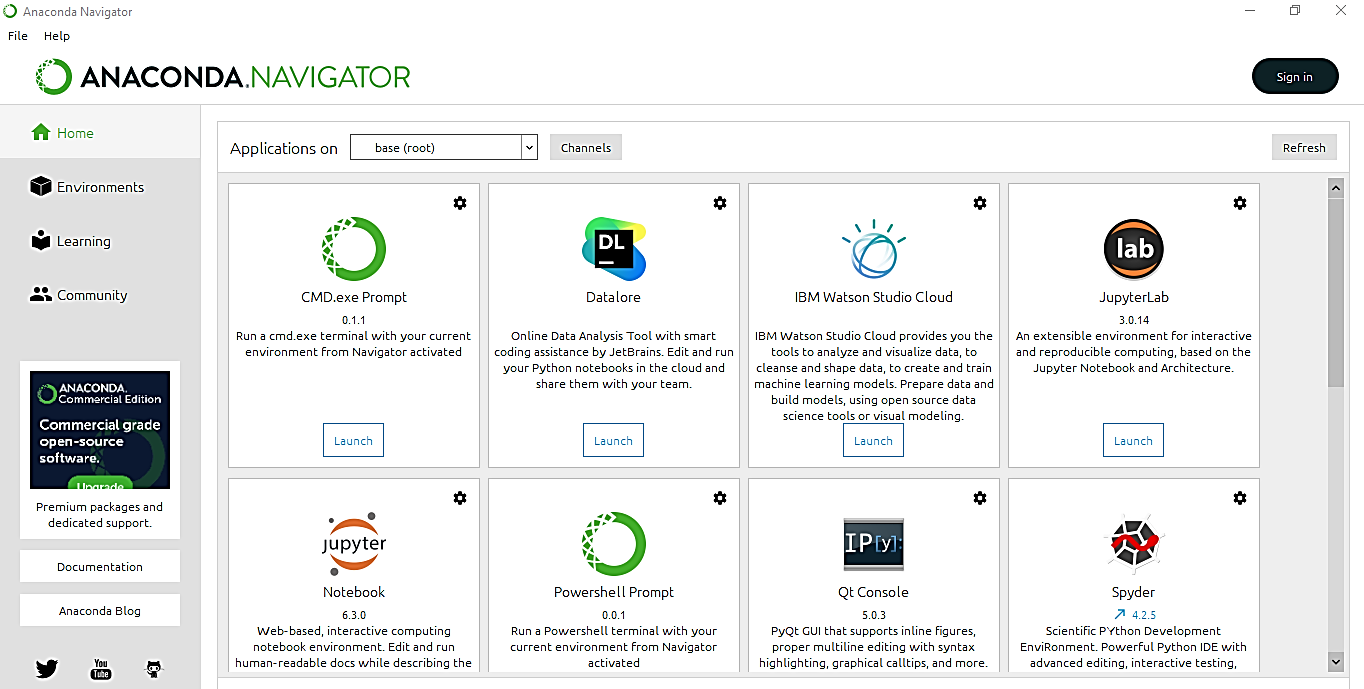 Anaconda Navigator
File Help
ANACONDA.NAVIGATOR
Sign in
Home
Environments
Learning
Community
ANACONDA.
Commercial Edition
Commercial grade
open-source
software.
Upgrade
Premium packages and
dedicated support.
Documentation
Anaconda Blog
You
Tube
Applications on base (root) Channels Refresh
CMD.exe Prompt
0.1.1
Run a cmd.exe terminal with your current
environment from Navigator activated
Launch
DL
Datalore
Online Data Analysis Tool with smart
coding assistance by JetBrains. Edit and run
your Python notebooks in the cloud and
share them with your team.
Launch
IBM Watson Studio Cloud
IBM Watson Studio Cloud provides you the
tools to analyze and visualize data, to
cleanse and shape data, to create and train
machine learning models. Prepare data and
build models, using open source data
science tools or visual modeling.
Launch
lab
JupyterLab
3.0.14
An extensible environment for interactive
and reproducible computing, based on the
Jupyter Notebook and Architecture.
Launch
jupyter
Notebook
6.3.0
Web-based, interactive computing
notebook environment. Edit and run
human-readable docs while describing the
Powershell Prompt
0.0.1
Run a Powershell terminal with your
current environment from Navigator
activated
IP[y]:
Qt Console
5.0.3
PyQt GUI that supports inline figures,
proper multiline editing with syntax
highlighting, graphical calltips, and more.
Spyder
4.2.5
Scientific PYthon Development
EnviRonment. Powerful Python IDE with
advanced editing, interactive testing,